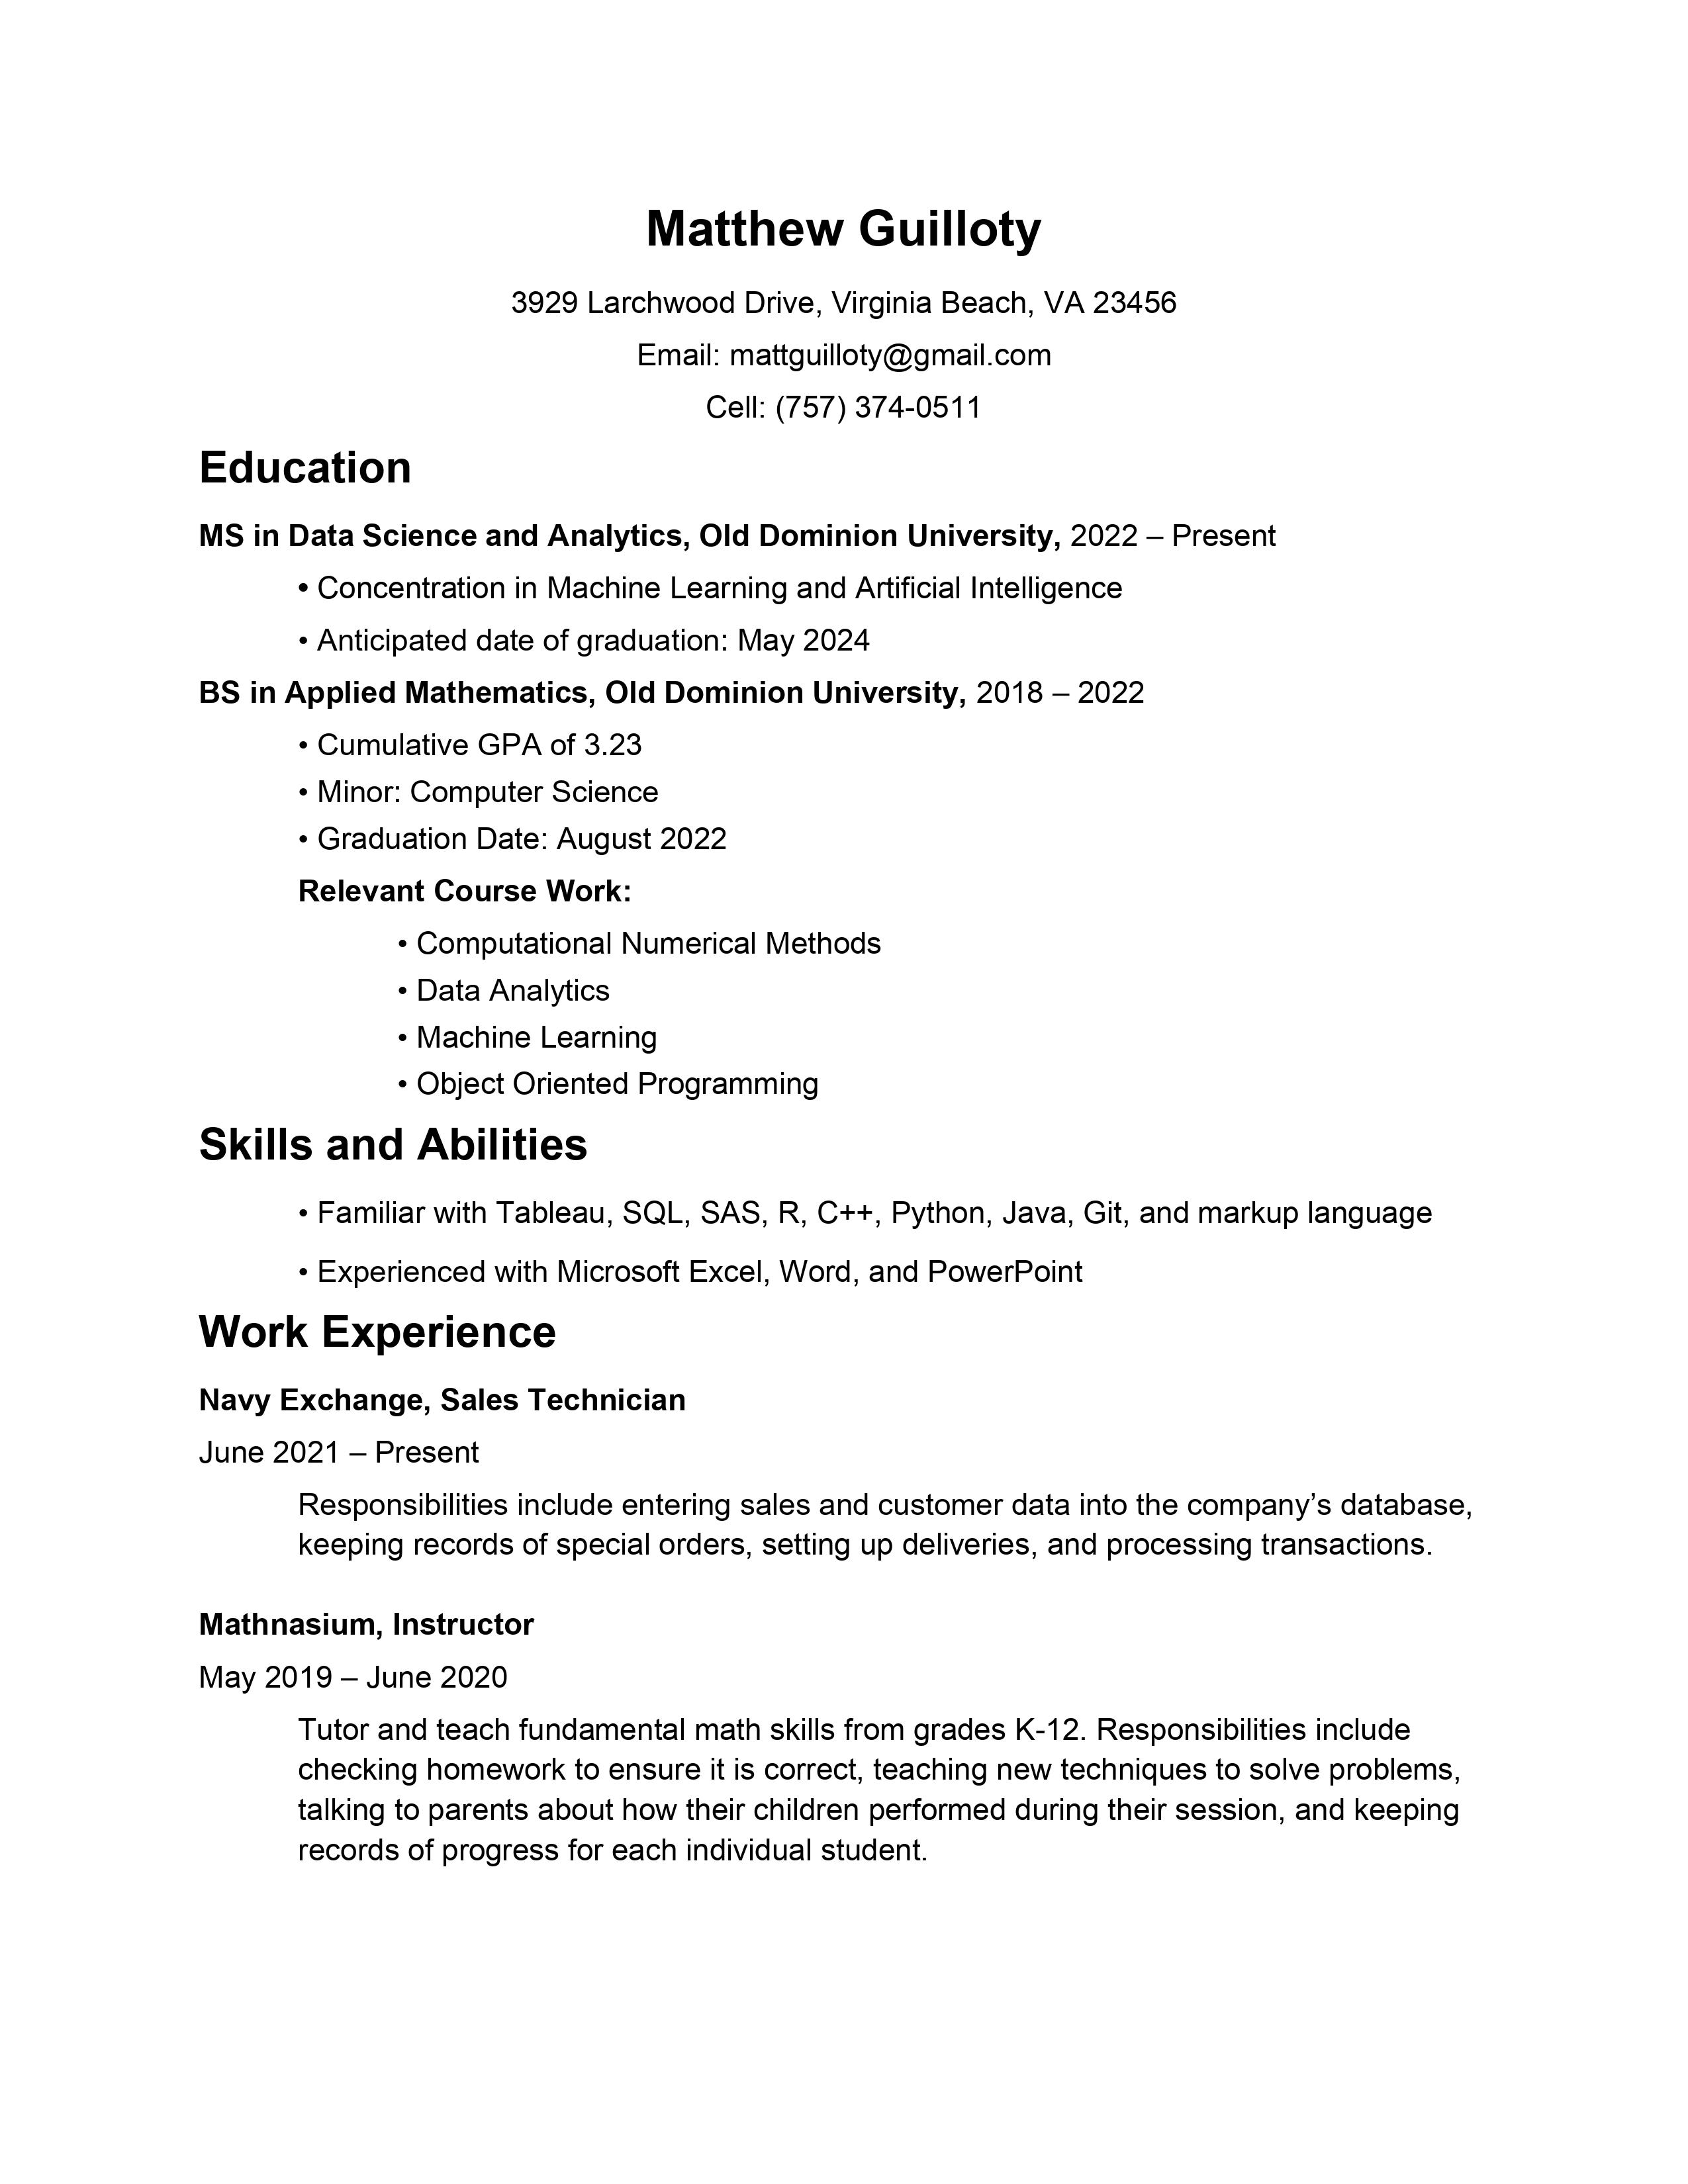 Matthew Guilloty
3929 Larchwood Drive, Virginia Beach, VA 23456
Email: mattguilloty@gmail.com
Cell: (757) 374-0511
Education
MS in Data Science and Analytics, Old Dominion University, 2022 – Present
• Concentration in Machine Learning and Artificial Intelligence
• Anticipated date of graduation: May 2024
BS in Applied Mathematics, Old Dominion University, 2018 – 2022
• Cumulative GPA of 3.23
• Minor: Computer Science
• Graduation Date: August 2022
Relevant Course Work:
• Computational Numerical Methods
• Data Analytics
• Machine Learning
• Object Oriented Programming
Skills and Abilities
• Familiar with Tableau, SQL, SAS, R, C++, Python, Java, Git, and markup language
• Experienced with Microsoft Excel, Word, and PowerPoint
Work Experience
Navy Exchange, Sales Technician
June 2021 – Present
Responsibilities include entering sales and customer data into the company’s database,
keeping records of special orders, setting up deliveries, and processing transactions.
Mathnasium, Instructor
May 2019 – June 2020
Tutor and teach fundamental math skills from grades K-12. Responsibilities include
checking homework to ensure it is correct, teaching new techniques to solve problems,
talking to parents about how their children performed during their session, and keeping
records of progress for each individual student.